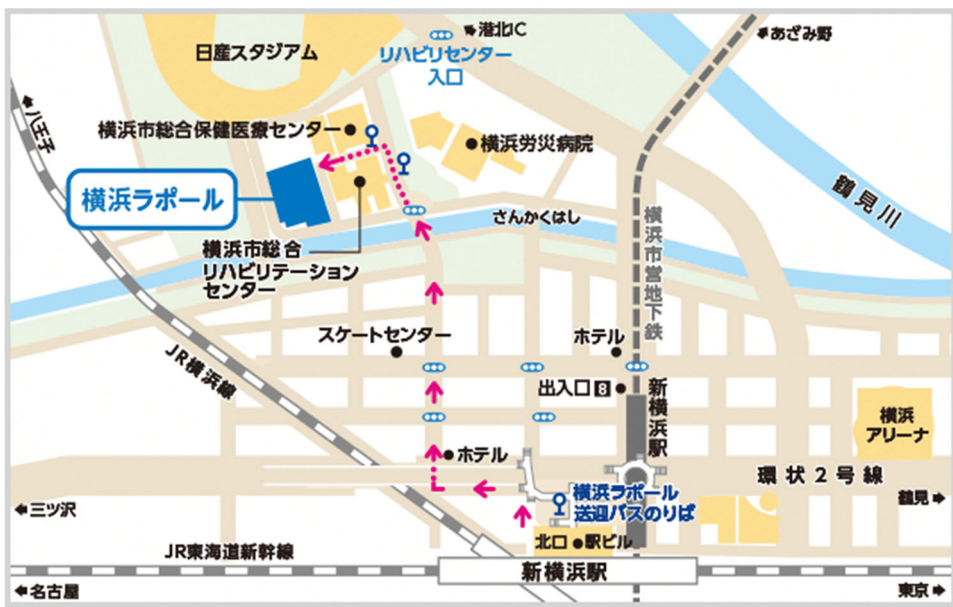 港北IC
あざみ野
日産スタジアム
リハビリセンター
入口
八王子
横浜市総合保健医療センター
横浜労災病院
横浜ラポール
鶴見川
さんかくはし
横浜市営地下鉄
横浜市総合
リハビリテーション
センター
スケートセンター
ホテル
JR横浜線
出入口8
新横浜駅
横浜
アリーナ
ホテル
環状2号線
横浜ラポール
送迎バスのりば
鶴見
三ツ沢
北口
駅ビル
JR東海道新幹線
新横浜駅
名古屋
東京